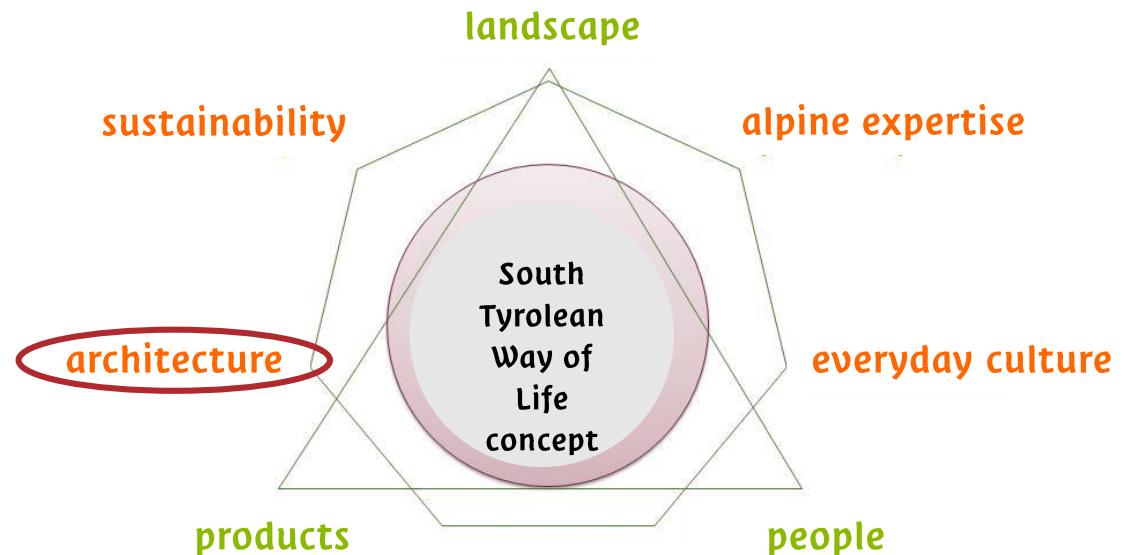 landscape
sustainability
alpine expertise
South
Tyrolean
Way of
Life
concept
architecture
everyday culture
products
people